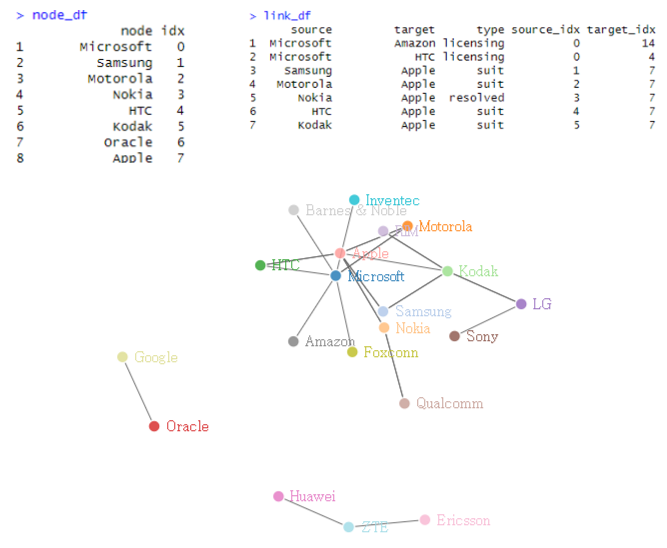 > node_df
node idx
1 Microsoft 0
2 Samsung 1
3 Motorola 2
4 Nokia 3
5 HTC 4
6 Kodak 5
7 Oracle 6
8 Apple 7
> link_df
source target type source_idx target_idx
1 Microsoft Amazon licensing 0 14
2 Microsoft HTC licensing 0 4
3 Samsung Apple suit 1 7
4 Motorola Apple suit 2 7
5 Nokia Apple resolved 3 7
6 HTC Apple suit 4 7
7 Kodak Apple suit 5 7
Inventec
Barnes & Noble
Motorola
RIM
Apple
HTC
Kodak
Microsoft
LG
Samsung
Nokia
Sony
Amazon
Foxconn
Google
Qualcomm
Oracle
Huawei
Ericsson
ZTE